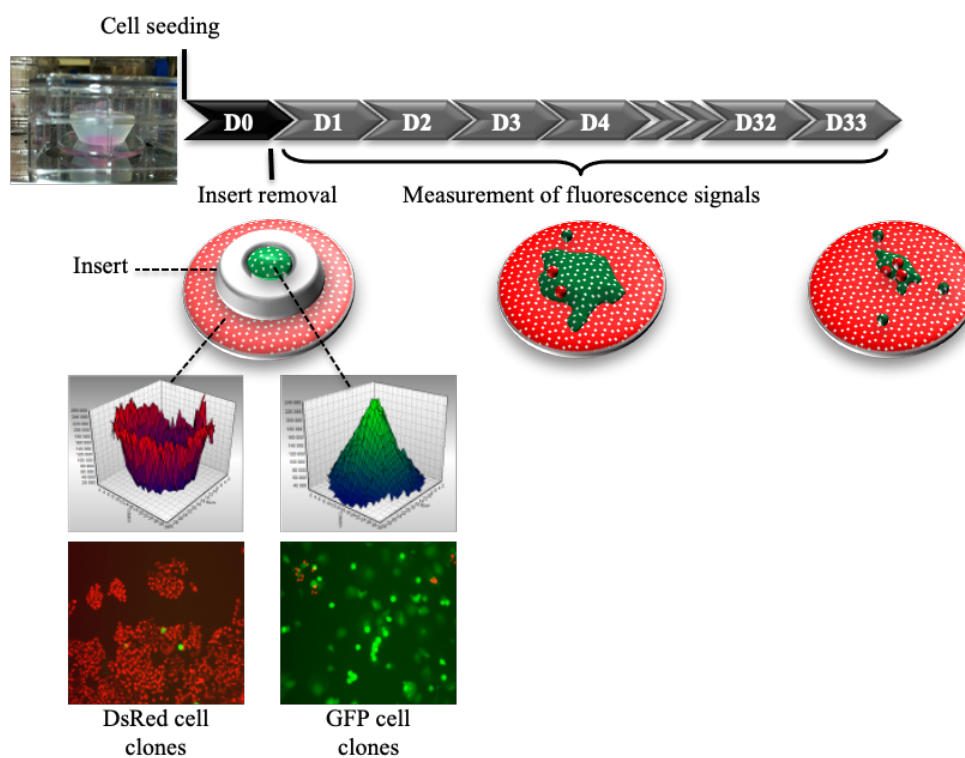 Cell seeding
D0
D1
D2
D3
D4
D32
D33
Insert removal
Measurement of fluorescence signals
Insert
DsRed cell
clones
GFP cell
clones